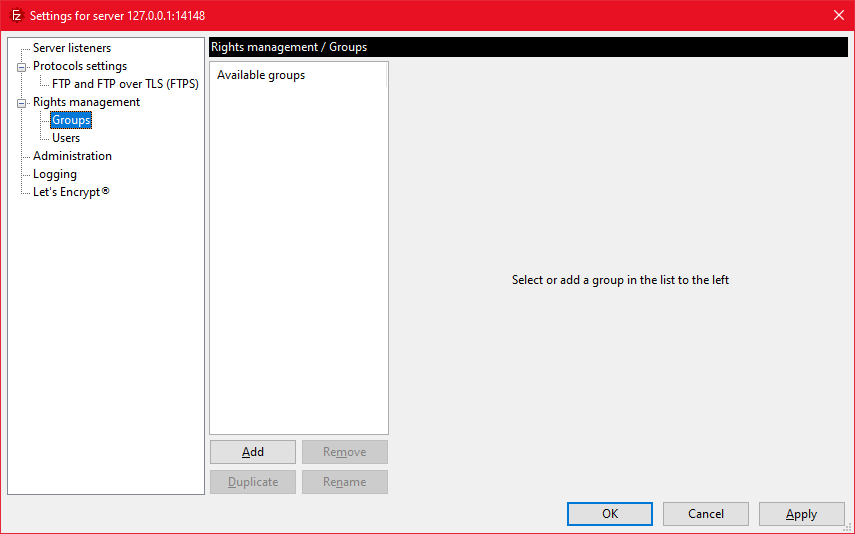 Settings for server 127.0.0.1:14148
Server listeners
Protocols settings
FTP and FTP over TLS (FTPS)
Rights management
Groups
Users
Administration
Logging
Let's Encrypt®
Rights management / Groups
Available groups
Select or add a group in the list to the left
Add
Remove
Duplicate
Rename
OK
Cancel
Apply